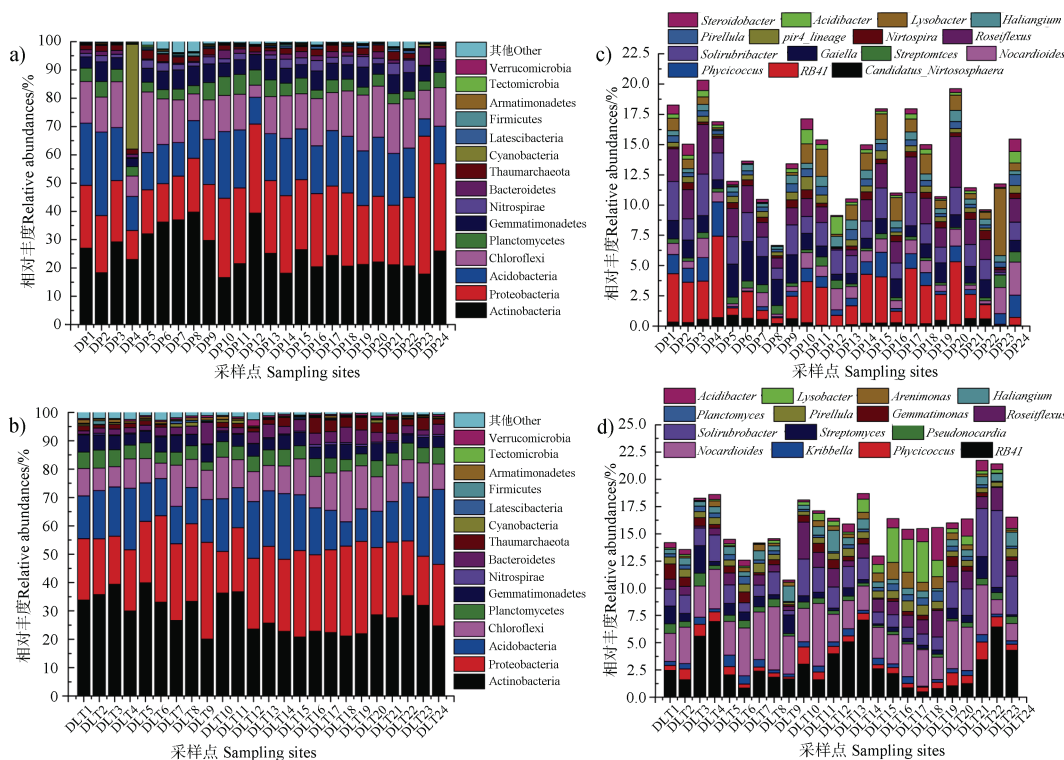 a)
相对丰度Relative abundances/%
100
80
60
40
20
0
DP1 DP2 DP3 DP4 DP5 DP6 DP7 DP8 DP9 DP10 DP11 DP12 DP13 DP14 DP15 DP16 DP17 DP18 DP19 DP20 DP21 DP22 DP23 DP24
采样点 Sampling sites
其他Other
Verrucomicrobia
Tectomicrobia
Armatimonadetes
Firmicutes
Latescibacteria
Cyanobacteria
Thaumarchaeota
Bacteroidetes
Nitrospirae
Gemmatimonadetes
Planctomycetes
Chloroflexi
Acidobacteria
Proteobacteria
Actinobacteria
c)
Steroidobacter Acidibacter Lysobacter Haliangium
Pirellula pir4_lineage Nirtospira Roseiflexus
Solirubribacter Gaiella Streptomtces Nocardioides
Phycicoccus RB41 Candidatus_Nirtososphaera
相对丰度Relative abundances/%
22.5
20.0
17.5
15.0
12.5
10.0
7.5
5.0
2.5
0.0
DP1 DP2 DP3 DP4 DP5 DP6 DP7 DP8 DP9 DP10 DP11 DP12 DP13 DP14 DP15 DP16 DP17 DP18 DP19 DP20 DP21 DP22 DP23 DP24
采样点 Sampling sites
b)
相对丰度Relative abundances/%
100
80
60
40
20
0
DLT1 DLT2 DLT3 DLT4 DLT5 DLT6 DLT7 DLT8 DLT9 DLT10 DLT11 DLT12 DLT13 DLT14 DLT15 DLT16 DLT17 DLT18 DLT19 DLT20 DLT21 DLT22 DLT23 DLT24
采样点 Sampling sites
其他Other
Verrucomicrobia
Tectomicrobia
Armatimonadetes
Firmicutes
Latescibacteria
Cyanobacteria
Thaumarchaeota
Bacteroidetes
Nitrospirae
Gemmatimonadetes
Planctomycetes
Chloroflexi
Acidobacteria
Proteobacteria
Actinobacteria
d)
Acidibacter Lysobacter Arenimonas Haliangium
Planctomyces Pirellula Gemmatimonas Roseitflexus
Solirubrobacter Streptomyces Pseudonocardia
Nocardioides Kribbella Phycicoccus RB41
相对丰度Relative abundances/%
25.0
22.5
20.0
17.5
15.0
12.5
10.0
7.5
5.0
2.5
0.0
DLT1 DLT2 DLT3 DLT4 DLT5 DLT6 DLT7 DLT8 DLT9 DLT10 DLT11 DLT12 DLT13 DLT14 DLT15 DLT16 DLT17 DLT18 DLT19 DLT20 DLT21 DLT22 DLT23 DLT24
采样点 Sampling sites